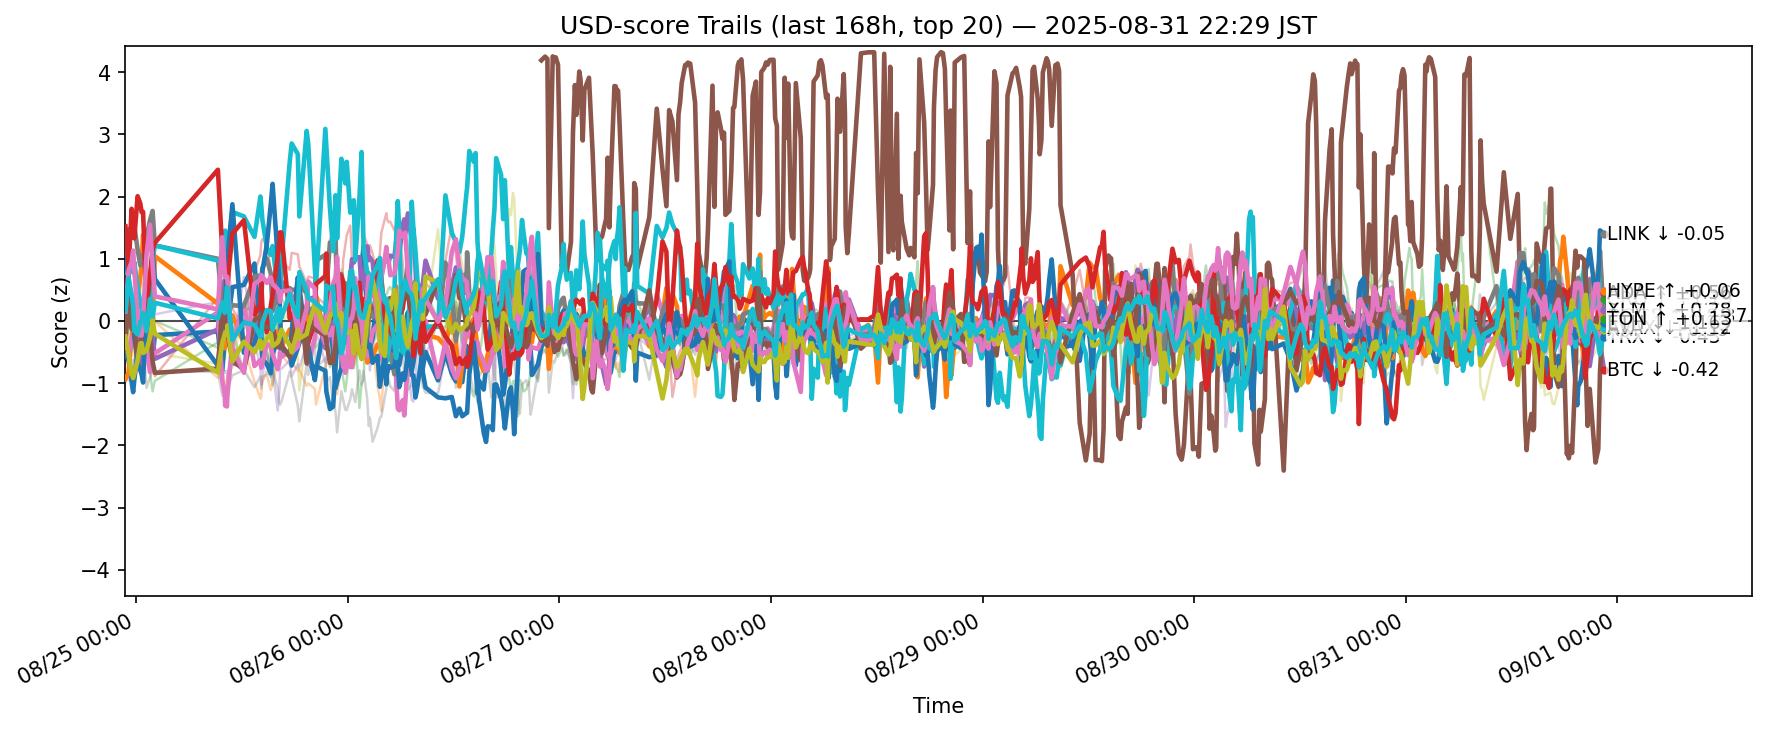 USD-score Trails (last 168h, top 20) — 2025-08-31 22:29 JST
Score (z)
4
3
2
1
0
−1
−2
−3
−4
LINK ↓ -0.05
HYPE ↑ +0.06
TON ↑ +0.13
BTC ↓ -0.42
08/25 00:00
08/26 00:00
08/27 00:00
08/28 00:00
08/29 00:00
08/30 00:00
08/31 00:00
09/01 00:00
Time